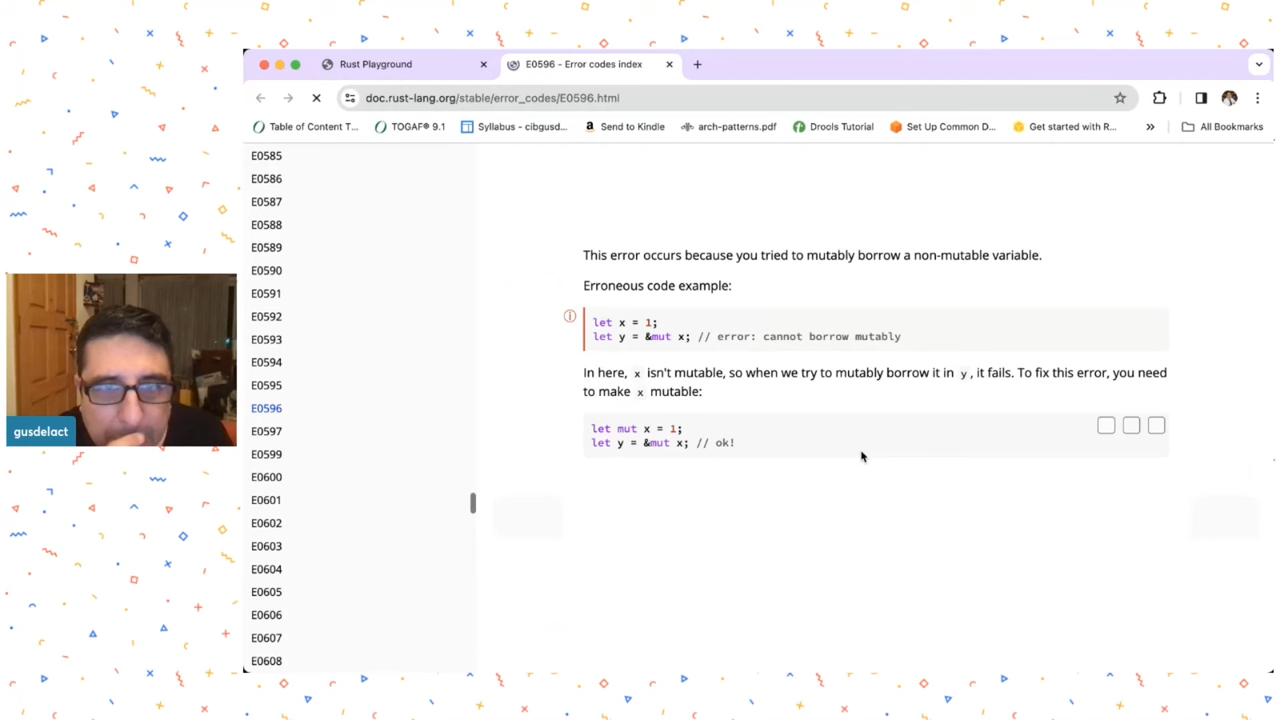 Rust Playground
E0596 - Error codes index
doc.rust-lang.org/stable/error_codes/E0596.html
Table of Content T...
TOGAF® 9.1
Syllabus - cibgusd...
Send to Kindle
arch-patterns.pdf
Drools Tutorial
Set Up Common D...
Get started with R...
All Bookmarks
E0585
E0586
E0587
E0588
E0589
E0590
E0591
E0592
E0593
E0594
E0595
E0596
E0597
E0599
E0600
E0601
E0602
E0603
E0604
E0605
E0606
E0607
E0608
This error occurs because you tried to mutably borrow a non-mutable variable.
Erroneous code example:
let x = 1;
let y = &mut x; // error: cannot borrow mutably
In here, x isn't mutable, so when we try to mutably borrow it in y, it fails. To fix this error, you need
to make x mutable:
let mut x = 1;
let y = &mut x; // ok!
gusdelact